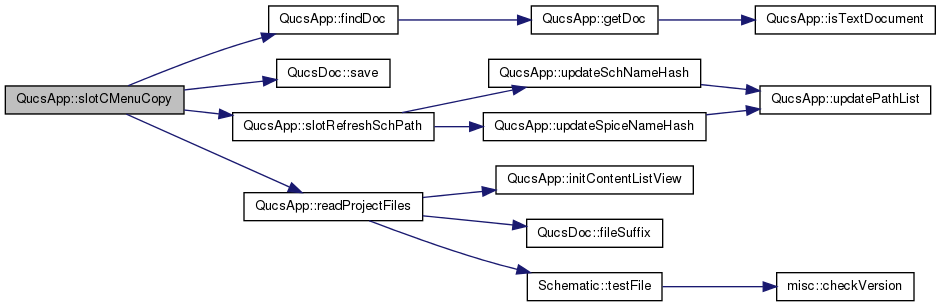 QucsApp::findDoc
QucsApp::getDoc
QucsApp::isTextDocument
QucsDoc::save
QucsApp::updateSchNameHash
QucsApp::slotCMenuCopy
QucsApp::updatePathList
QucsApp::slotRefreshSchPath
QucsApp::updateSpiceNameHash
QucsApp::initContentListView
QucsApp::readProjectFiles
QucsDoc::fileSuffix
Schematic::testFile
misc::checkVersion